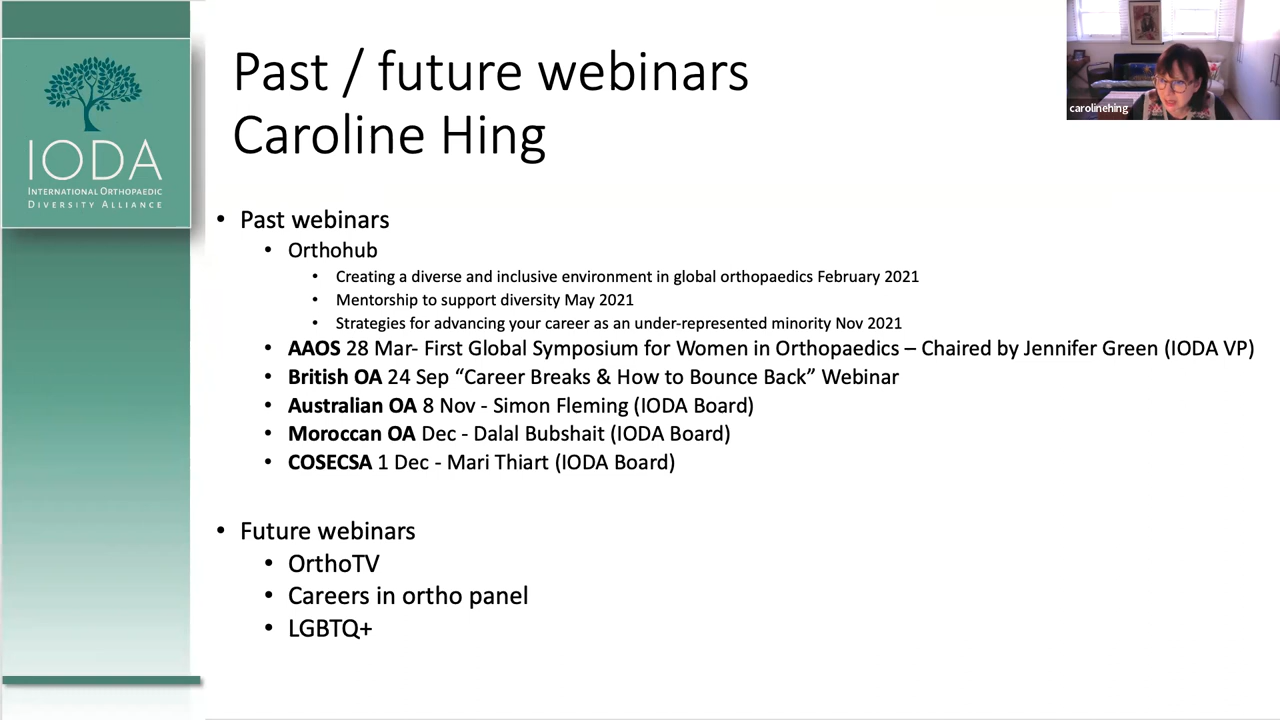 IODA
INTERNATIONAL ORTHOPAEDIC
DIVERSITY ALLIANCE
Past / future webinars
Caroline Hing
carolinehing
• Past webinars
• Orthohub
• Creating a diverse and inclusive environment in global orthopaedics February 2021
• Mentorship to support diversity May 2021
• Strategies for advancing your career as an under-represented minority Nov 2021
• AAOS 28 Mar- First Global Symposium for Women in Orthopaedics – Chaired by Jennifer Green (IODA VP)
• British OA 24 Sep “Career Breaks & How to Bounce Back” Webinar
• Australian OA 8 Nov - Simon Fleming (IODA Board)
• Moroccan OA Dec - Dalal Bubshait (IODA Board)
• COSECSA 1 Dec - Mari Thiart (IODA Board)
• Future webinars
• OrthoTV
• Careers in ortho panel
• LGBTQ+